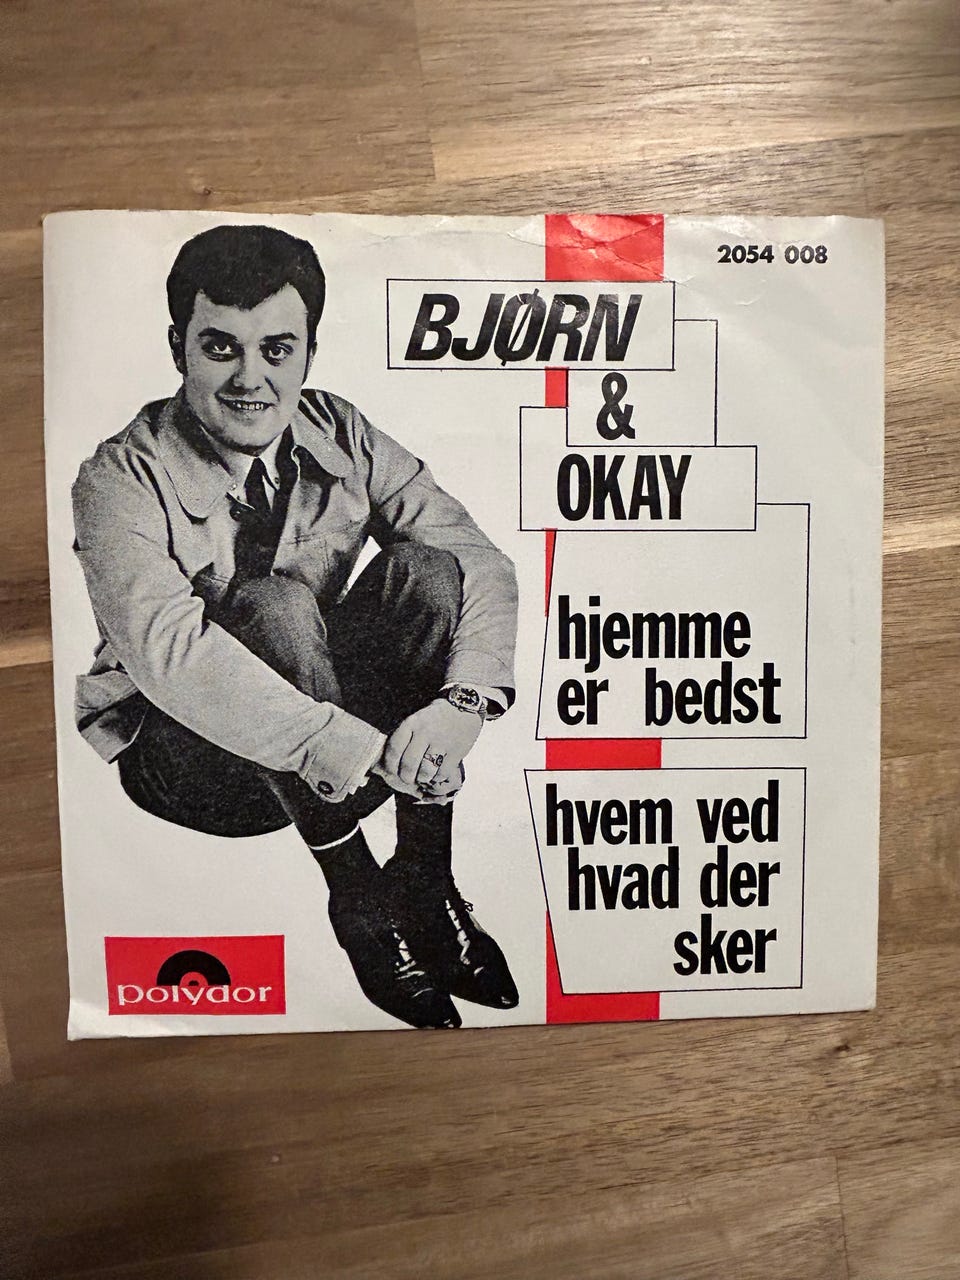 2054 008
BJØRN
&
OKAY
hjemme
er bedst
hvem ved
hvad der
sker
polydor